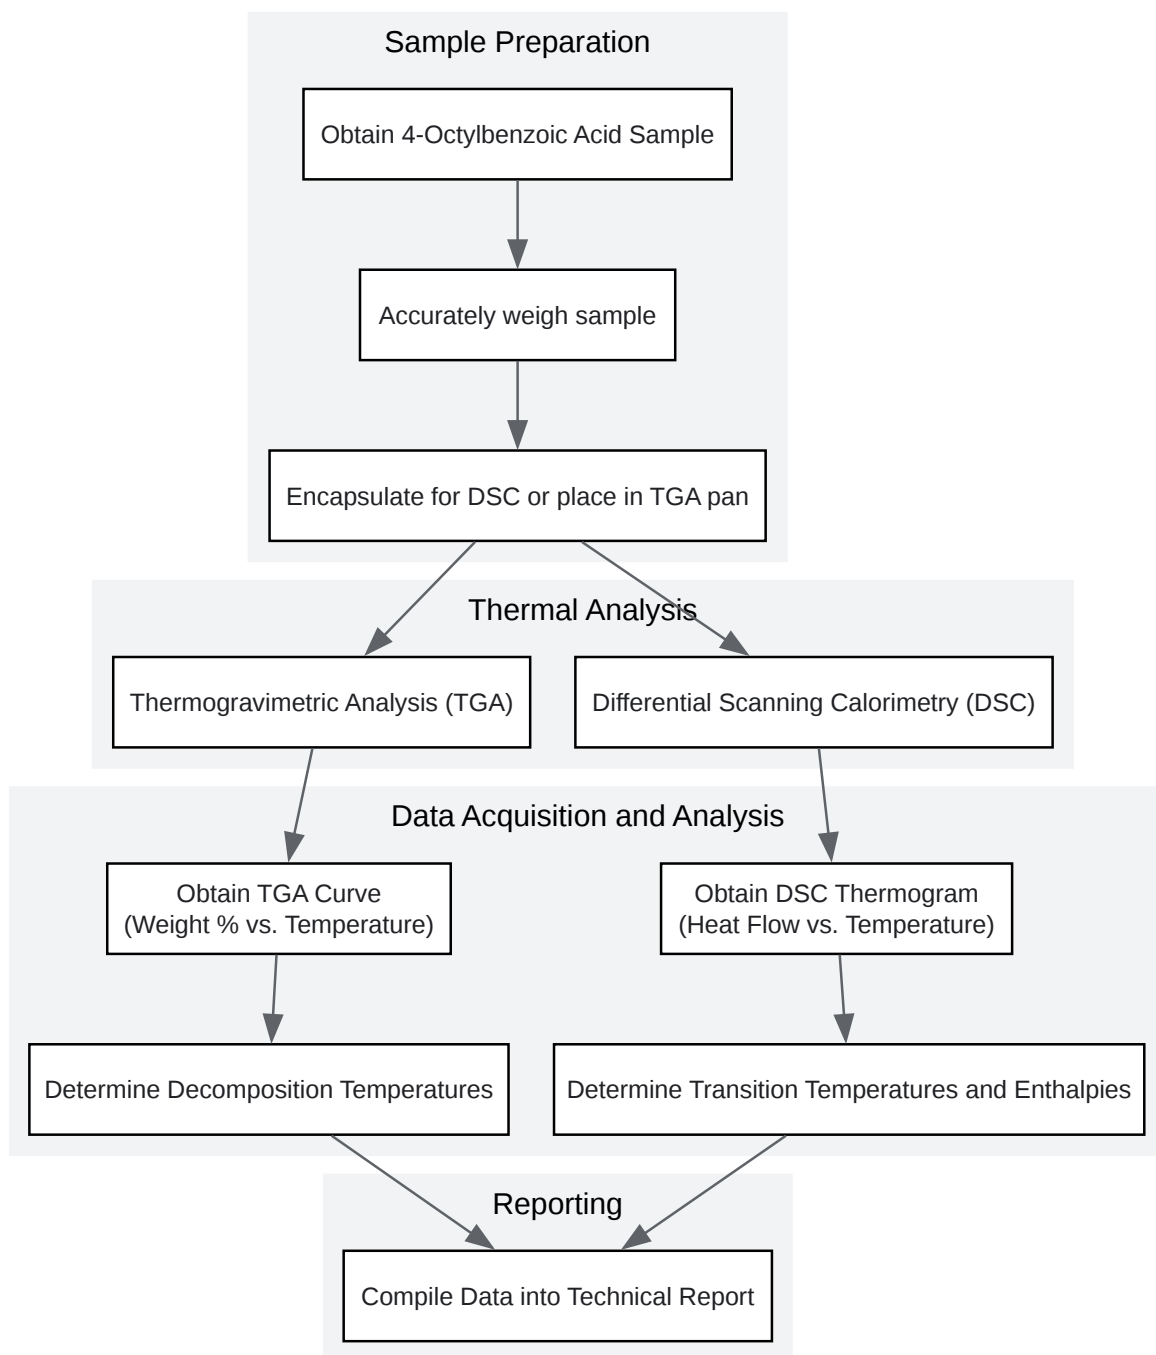 Sample Preparation
Obtain 4-Octylbenzoic Acid Sample
Accurately weigh sample
Encapsulate for DSC or place in TGA pan
Thermal Analysis
Thermogravimetric Analysis (TGA)
Differential Scanning Calorimetry (DSC)
Data Acquisition and Analysis
Obtain TGA Curve
(Weight % vs. Temperature)
Obtain DSC Thermogram
(Heat Flow vs. Temperature)
Determine Decomposition Temperatures
Determine Transition Temperatures and Enthalpies
Reporting
Compile Data into Technical Report